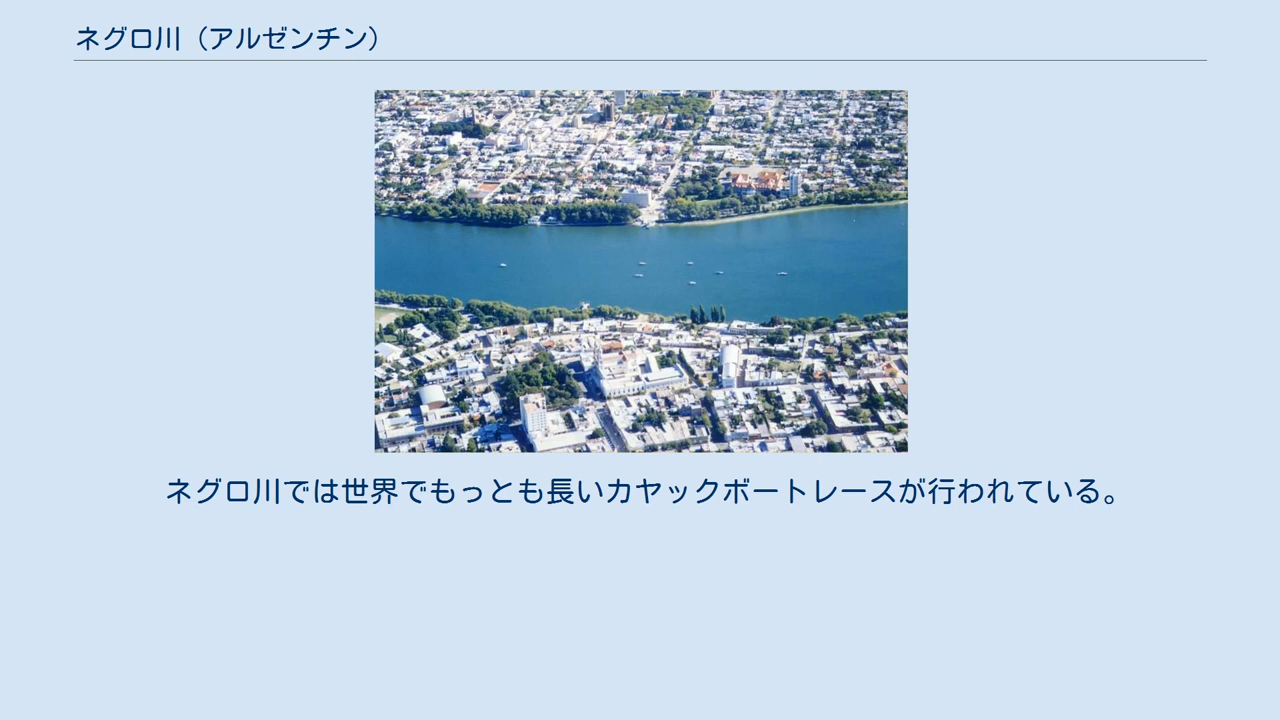 ネグロ川（アルゼンチン）
ネグロ川では世界でもっとも長いカヤックボートレースが行われている。